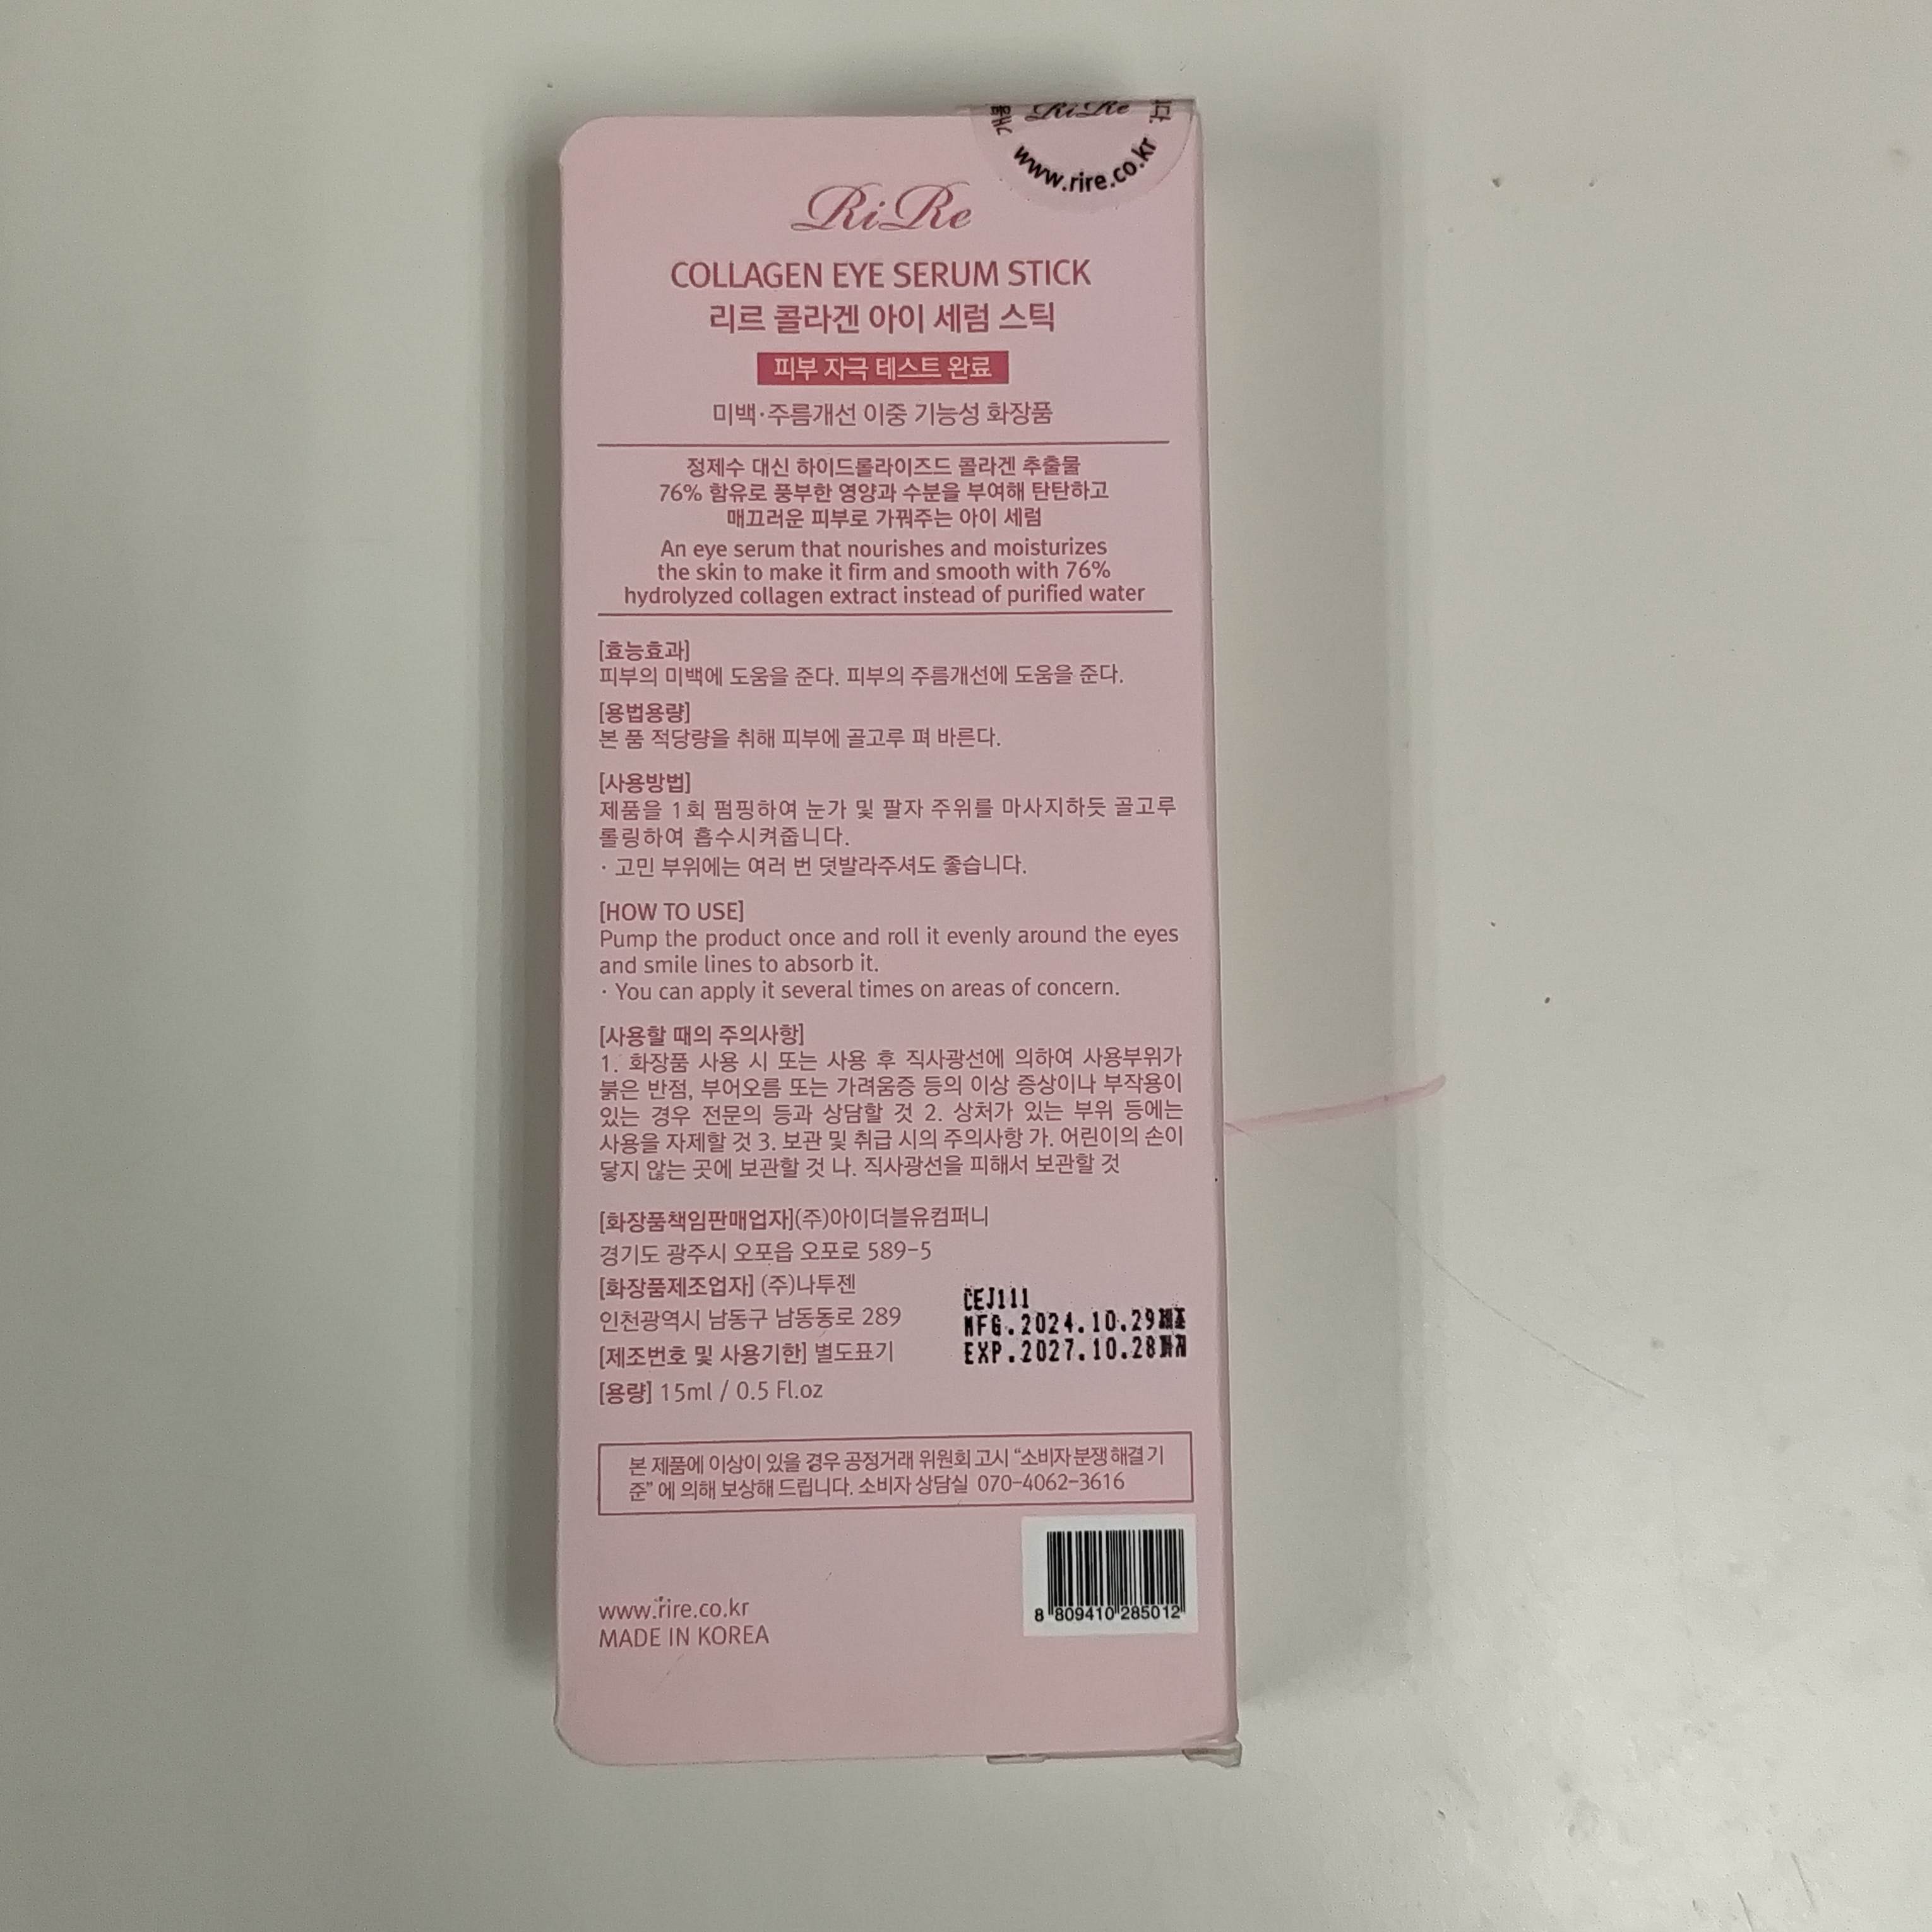 RiRe
www.rire.co.kr
RiRe
COLLAGEN EYE SERUM STICK
리르 콜라겐 아이 세럼 스틱
피부 자극 테스트 완료
미백·주름개선 이중 기능성 화장품
정제수 대신 하이드롤라이즈드 콜라겐 추출물
76% 함유로 풍부한 영양과 수분을 부여해 탄탄하고
매끄러운 피부로 가꿔주는 아이 세럼
An eye serum that nourishes and moisturizes
the skin to make it firm and smooth with 76%
hydrolyzed collagen extract instead of purified water
[효능효과]
피부의 미백에 도움을 준다. 피부의 주름개선에 도움을 준다.
[용법용량]
본 품 적당량을 취해 피부에 골고루 펴 바른다.
[사용방법]
제품을 1회 펌핑하여 눈가 및 팔자 주위를 마사지하듯 골고루
롤링하여 흡수시켜줍니다.
· 고민 부위에는 여러 번 덧발라주셔도 좋습니다.
[HOW TO USE]
Pump the product once and roll it evenly around the eyes
and smile lines to absorb it.
· You can apply it several times on areas of concern.
[사용할 때의 주의사항]
1. 화장품 사용 시 또는 사용 후 직사광선에 의하여 사용부위가
붉은 반점, 부어오름 또는 가려움증 등의 이상 증상이나 부작용이
있는 경우 전문의 등과 상담할 것 2. 상처가 있는 부위 등에는
사용을 자제할 것 3. 보관 및 취급 시의 주의사항 가. 어린이의 손이
닿지 않는 곳에 보관할 것 나. 직사광선을 피해서 보관할 것
[화장품책임판매업자](주)아이더블유컴퍼니
경기도 광주시 오포읍 오포로 589-5
[화장품제조업자] (주)나투젠
인천광역시 남동구 남동동로 289
[제조번호 및 사용기한] 별도표기
[용량] 15ml / 0.5 Fl.oz
CEJ111
MFG.2024.10.29제조
EXP.2027.10.28까지
본 제품에 이상이 있을 경우 공정거래 위원회 고시 “소비자 분쟁 해결 기
준” 에 의해 보상해 드립니다. 소비자 상담실 070-4062-3616
8 809410 285012
www.rire.co.kr
MADE IN KOREA